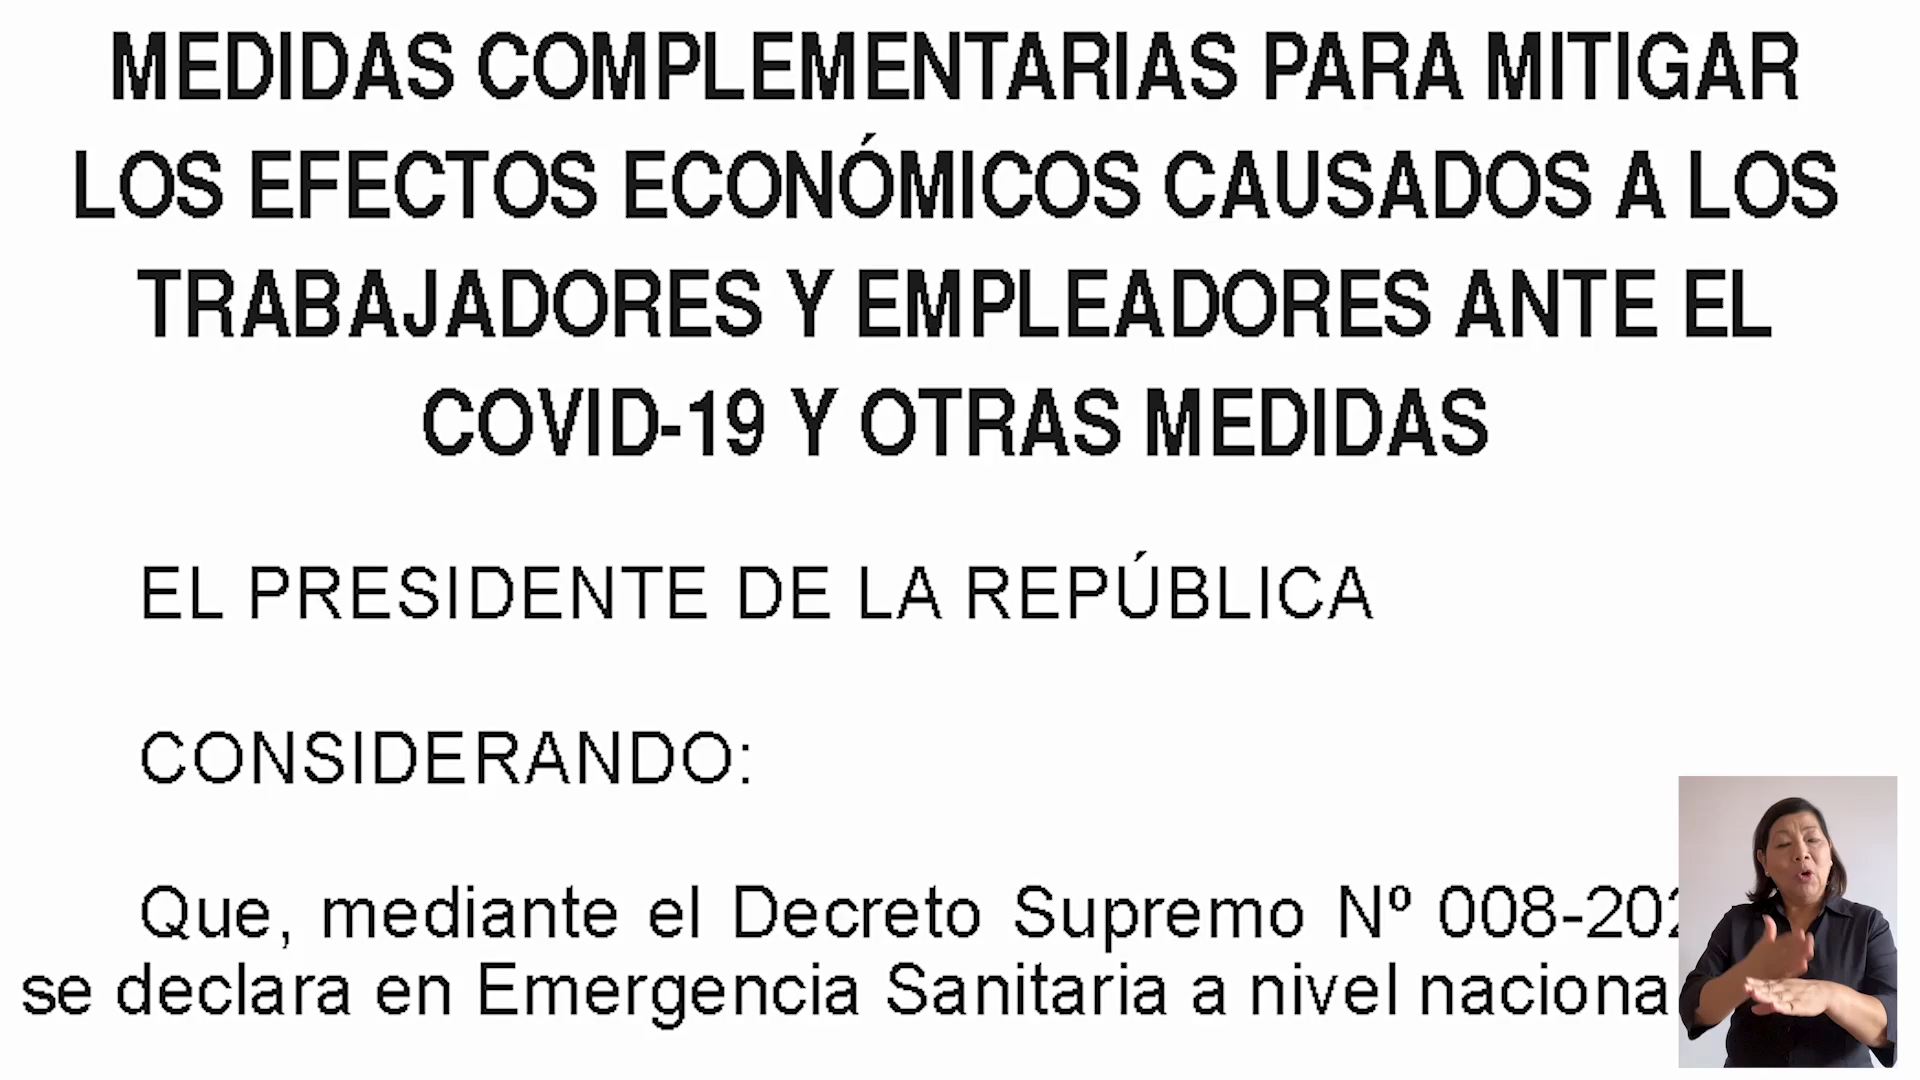 MEDIDAS COMPLEMENTARIAS PARA MITIGAR
LOS EFECTOS ECONÓMICOS CAUSADOS A LOS
TRABAJADORES Y EMPLEADORES ANTE EL
COVID-19 Y OTRAS MEDIDAS
EL PRESIDENTE DE LA REPÚBLICA
CONSIDERANDO:
Que, mediante el Decreto Supremo Nº 008-202
se declara en Emergencia Sanitaria a nivel naciona